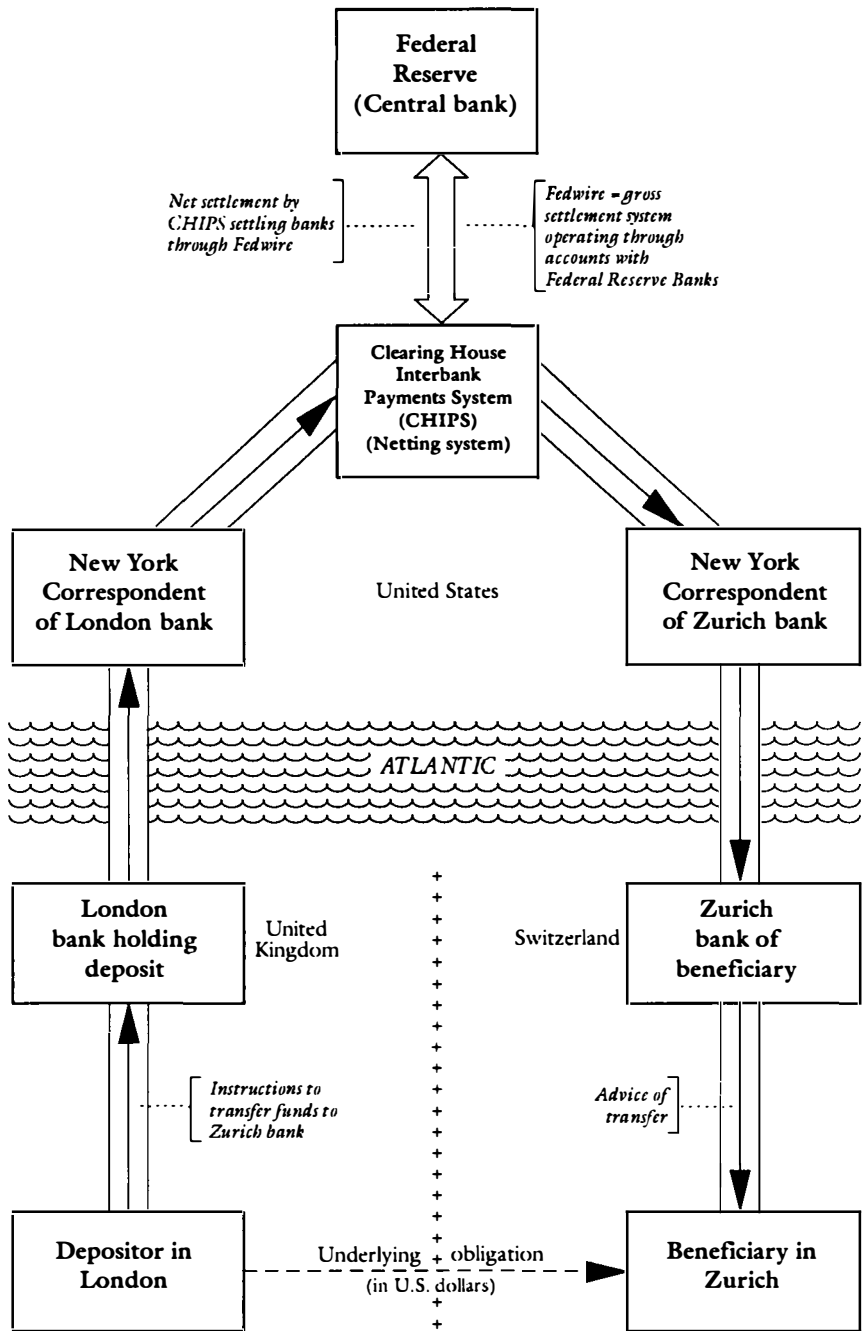 Federal
Reserve
(Central bank)
Net settlement by
CHIPS settling banks
through Fedwire
Fedwire = gross
settlement system
operating through
accounts with
Federal Reserve Banks
Clearing House
Interbank
Payments System
(CHIPS)
(Netting system)
New York
Correspondent
of London bank
United States
New York
Correspondent
of Zurich bank
ATLANTIC
London
bank holding
deposit
United
Kingdom
Switzerland
Zurich
bank of
beneficiary
Instructions to
transfer funds to
Zurich bank
Advice of
transfer
Depositor in
London
Underlying obligation
(in U.S. dollars)
Beneficiary in
Zurich